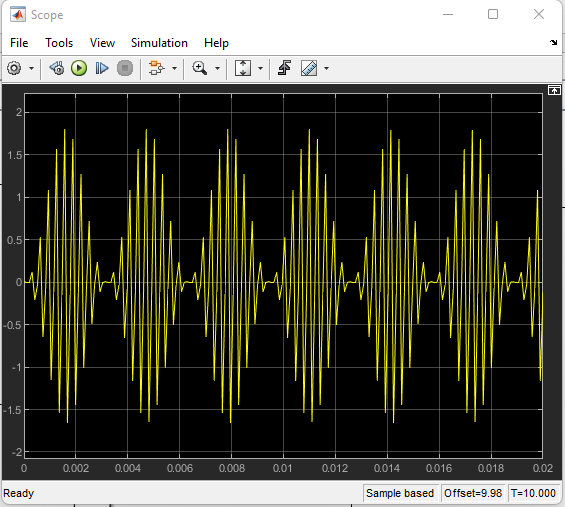 Scope
File Tools View Simulation Help
2
1.5
1
0.5
0
-0.5
-1
-1.5
-2
0 0.002 0.004 0.006 0.008 0.01 0.012 0.014 0.016 0.018 0.02
Ready Sample based Offset=9.98 T=10.000